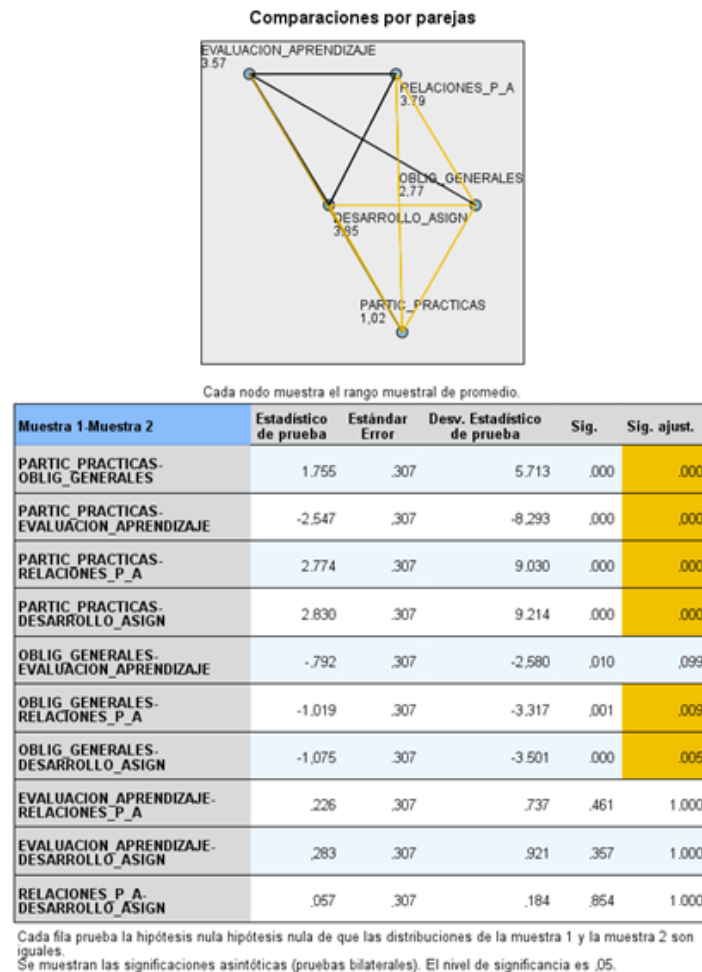 Comparaciones por parejas
EVALUACION_APRENDIZAJE
3.57
RELACIONES_P_A
3.79
OBLIG_GENERALES
2.77
DESARROLLO_ASIGN
3.85
PARTIC_PRACTICAS
1,02
Cada nodo muestra el rango muestral de promedio.
Muestra 1-Muestra 2 Estadístico de prueba Estándar Error Desv. Estadístico de prueba Sig. Sig. ajust.
PARTIC_PRACTICAS-OBLIG_GENERALES 1.755 .307 5.713 .000 .000
PARTIC_PRACTICAS-EVALUACION_APRENDIZAJE -2,547 ,307 -8,293 ,000 ,000
PARTIC_PRACTICAS-RELACIONES_P_A 2.774 .307 9.030 .000 .000
PARTIC_PRACTICAS-DESARROLLO_ASIGN 2.830 .307 9.214 .000 .000
OBLIG_GENERALES-EVALUACION_APRENDIZAJE -,792 ,307 -2,580 ,010 ,099
OBLIG_GENERALES-RELACIONES_P_A -1,019 .307 -3.317 ,001 .009
OBLIG_GENERALES-DESARROLLO_ASIGN -1,075 .307 -3.501 .000 .005
EVALUACION_APRENDIZAJE-RELACIONES_P_A .226 .307 .737 .461 1.000
EVALUACION_APRENDIZAJE-DESARROLLO_ASIGN ,283 .307 ,921 .357 1.000
RELACIONES_P_A-DESARROLLO_ASIGN ,057 .307 ,184 ,854 1.000
Cada fila prueba la hipótesis nula hipótesis nula de que las distribuciones de la muestra 1 y la muestra 2 son
iguales.
Se muestran las significaciones asintóticas (pruebas bilaterales). El nivel de significancia es ,05.